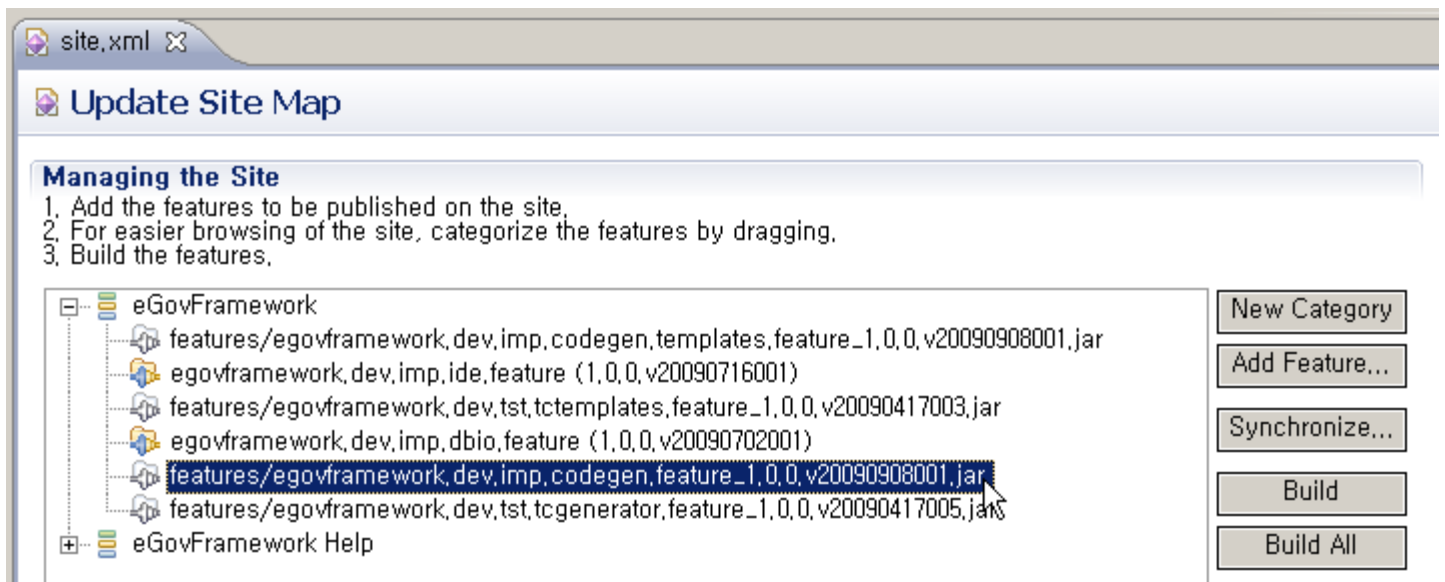 site.xml
Update Site Map
Managing the Site
1. Add the features to be published on the site.
2. For easier browsing of the site, categorize the features by dragging.
3. Build the features.
eGovFramework
features/egovframework.dev.imp.codegen.templates.feature_1.0.0.v20090908001.jar
egovframework.dev.imp.ide.feature (1.0.0.v20090716001)
features/egovframework.dev.tst.tctemplates.feature_1.0.0.v20090417003.jar
egovframework.dev.imp.dbio.feature (1.0.0.v20090702001)
features/egovframework.dev.imp.codegen.feature_1.0.0.v20090908001.jar
features/egovframework.dev.tst.tcgenerator.feature_1.0.0.v20090417005.jar
eGovFramework Help
New Category
Add Feature...
Synchronize...
Build
Build All